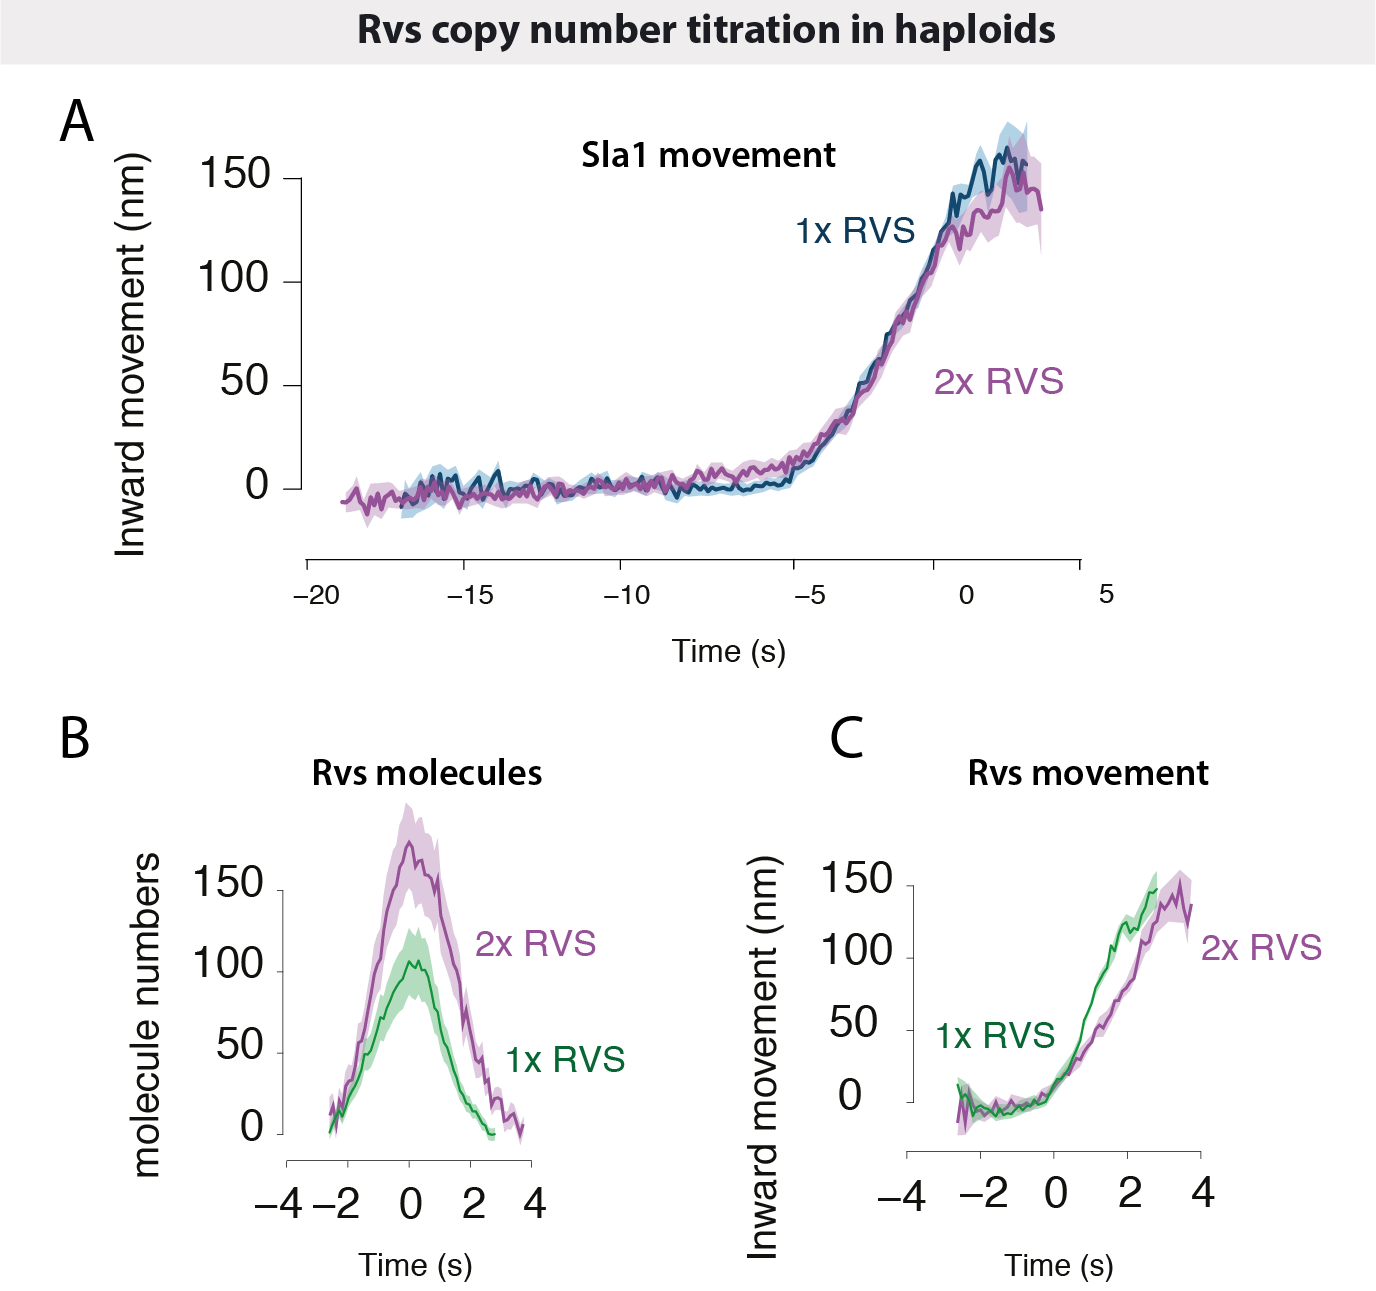 Rvs copy number titration in haploids
A
Sla1 movement
Inward movement (nm)
150
100
50
0
1x RVS
2x RVS
−20 −15 −10 −5 0 5
Time (s)
B
Rvs molecules
molecule numbers
150
100
50
0
2x RVS
1x RVS
−4 −2 0 2 4
Time (s)
C
Rvs movement
Inward movement (nm)
150
100
50
0
1x RVS
2x RVS
−4 −2 0 2 4
Time (s)